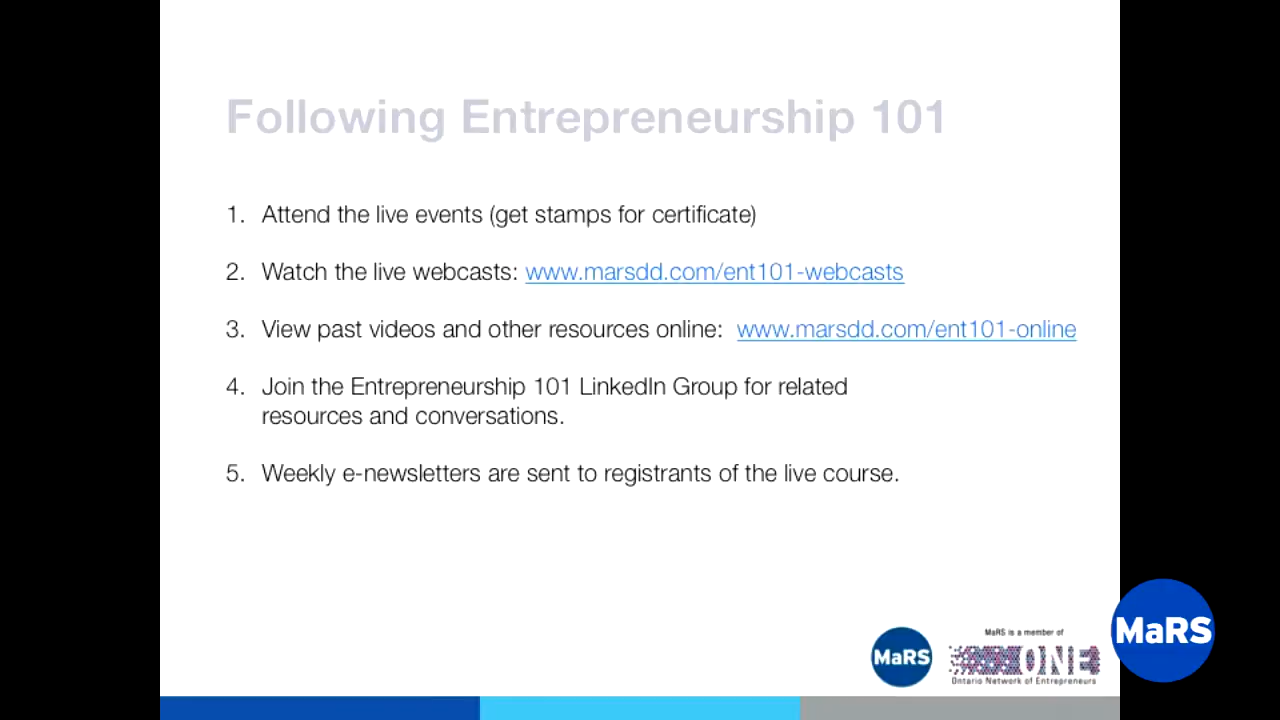 Following Entrepreneurship 101
1. Attend the live events (get stamps for certificate)
2. Watch the live webcasts: www.marsdd.com/ent101-webcasts
3. View past videos and other resources online: www.marsdd.com/ent101-online
4. Join the Entrepreneurship 101 LinkedIn Group for related
resources and conversations.
5. Weekly e-newsletters are sent to registrants of the live course.
MaRS is a member of
MaRS
ONE
Ontario Network of Entrepreneurs
MaRS